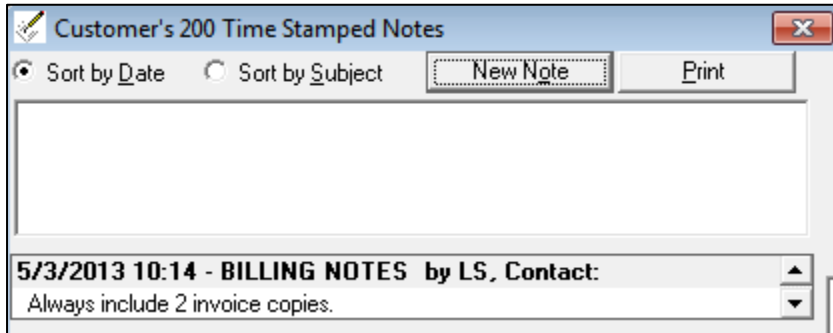 Customer's 200 Time Stamped Notes
Sort by Date Sort by Subject New Note Print
5/3/2013 10:14 - BILLING NOTES by LS, Contact:
Always include 2 invoice copies.